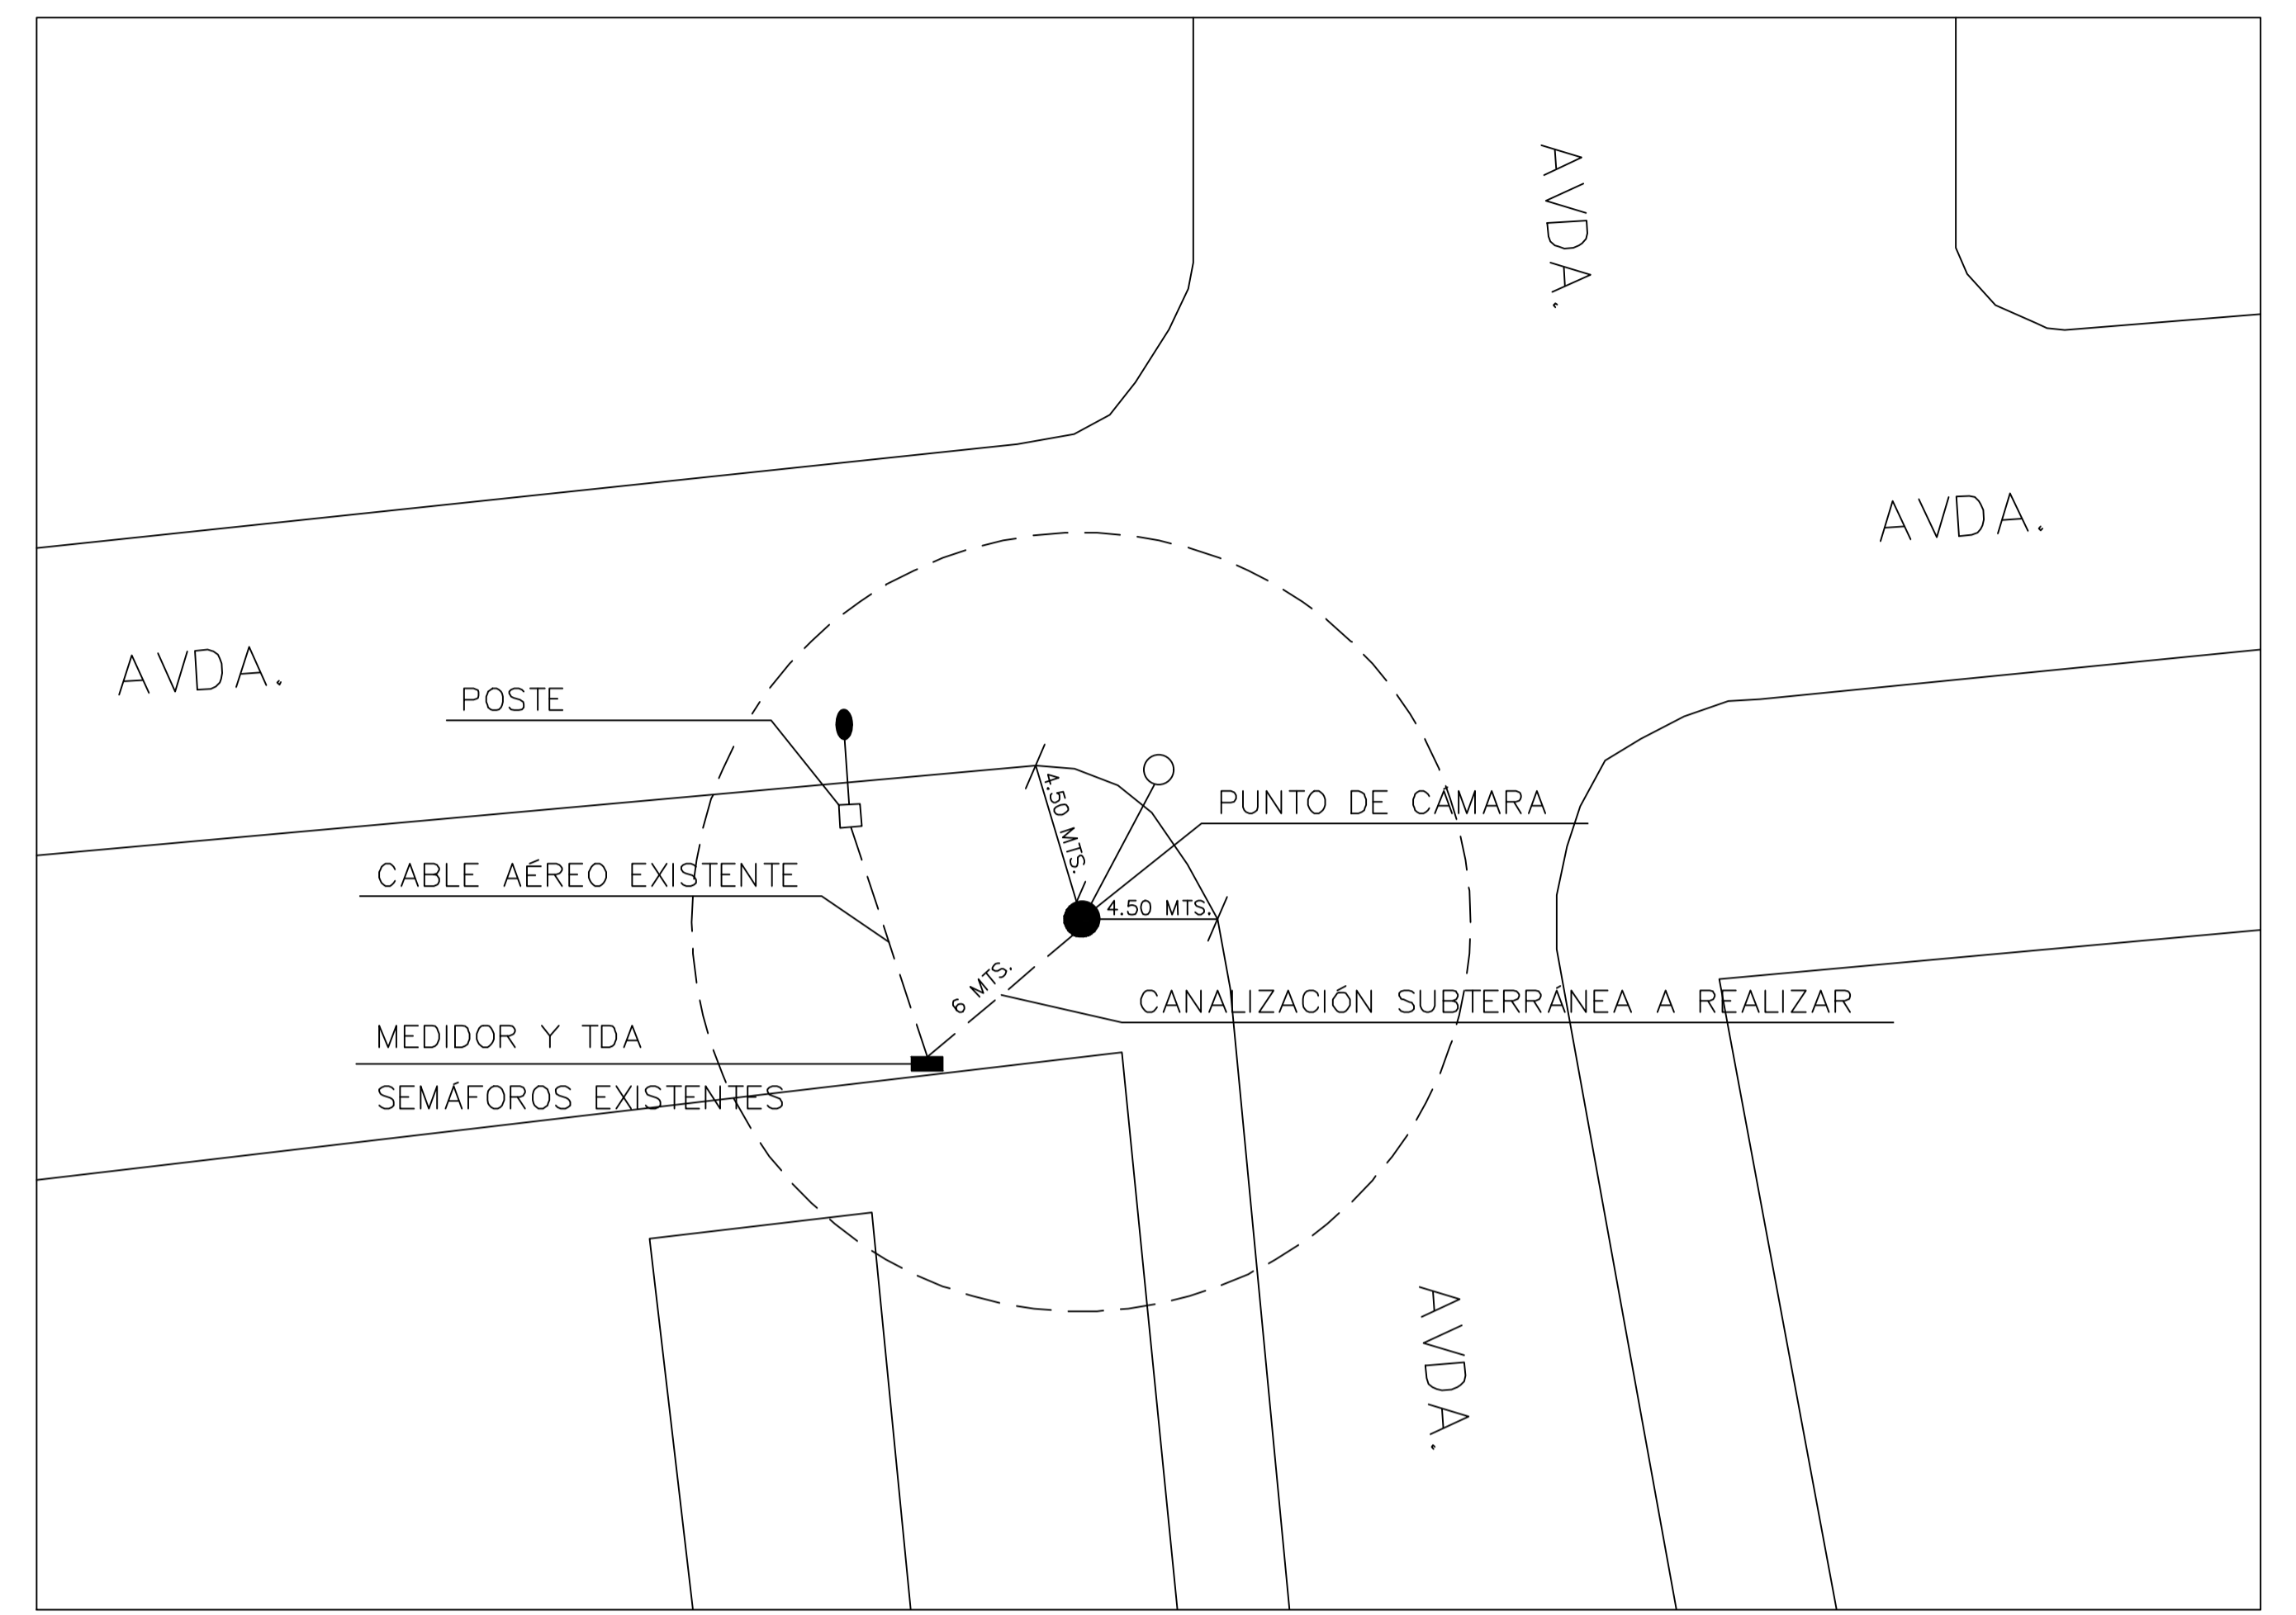 AVDA.
AVDA.
AVDA.
POSTE
4.50 MTS.
PUNTO DE CÁMARA
CABLE AÉREO EXISTENTE
4.50 MTS.
6 MTS.
CANALIZACIÓN SUBTERRÁNEA A REALIZAR
MEDIDOR Y TDA
SEMÁFOROS EXISTENTES
AVDA.